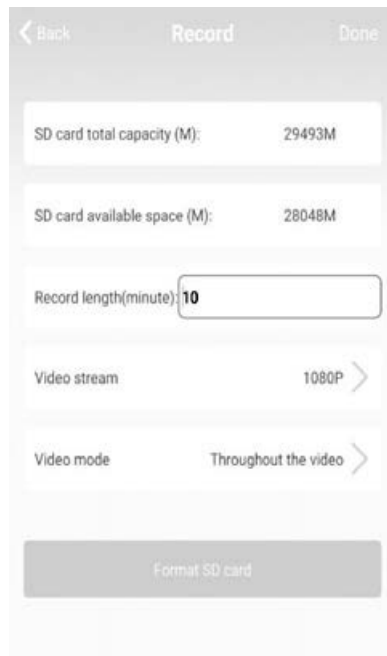 Back Record Done
SD card total capacity (M): 29493M
SD card available space (M): 28048M
Record length(minute): 10
Video stream 1080P
Video mode Throughout the video
Format SD card